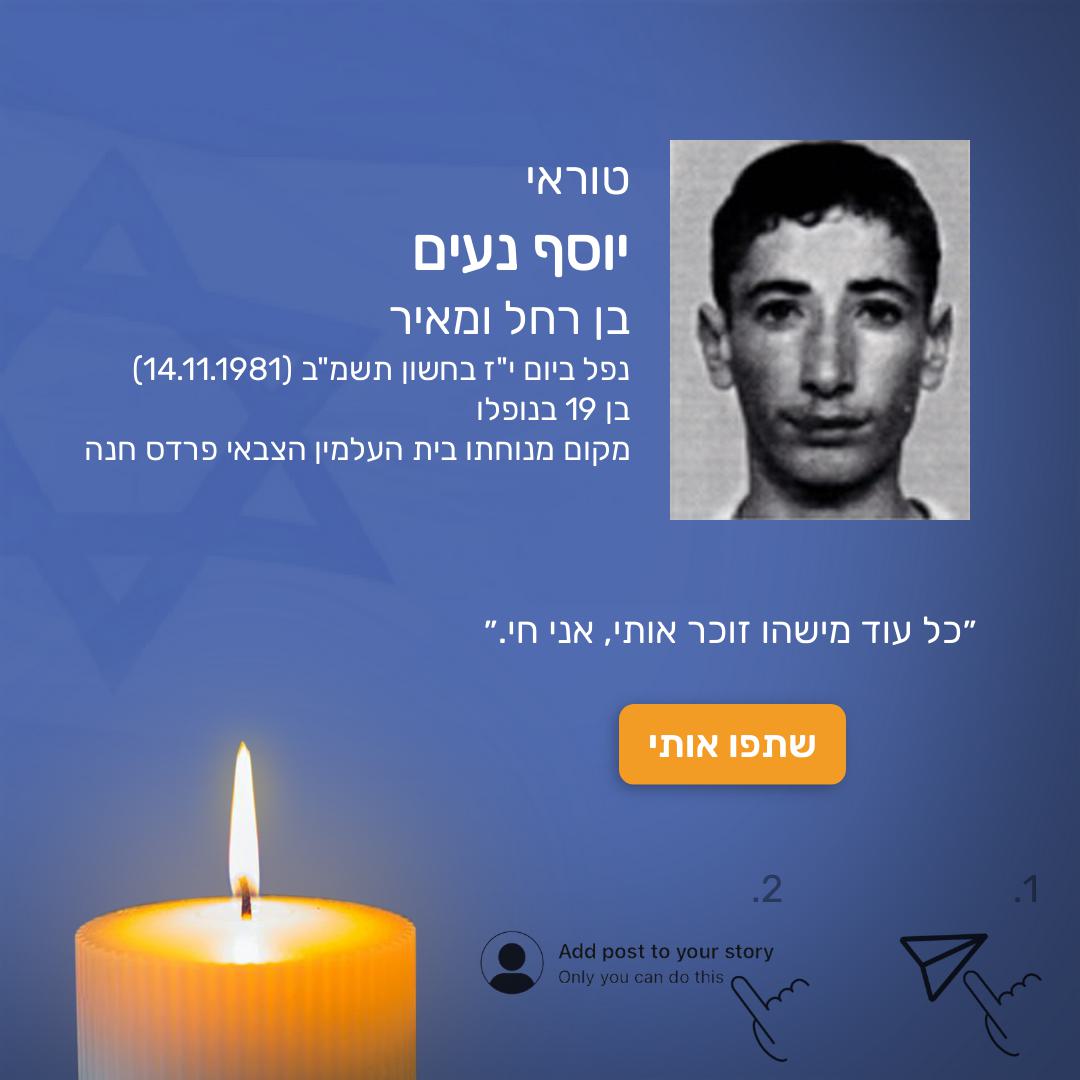 טוראי
יוסף נעים
בן רחל ומאיר
נפל ביום י"ז בחשון תשמ"ב (14.11.1981)
בן 19 בנופלו
מקום מנוחתו בית העלמין הצבאי פרדס חנה
״כל עוד מישהו זוכר אותי, אני חי.״
שתפו אותי
1.
2.
Add post to your story
Only you can do this